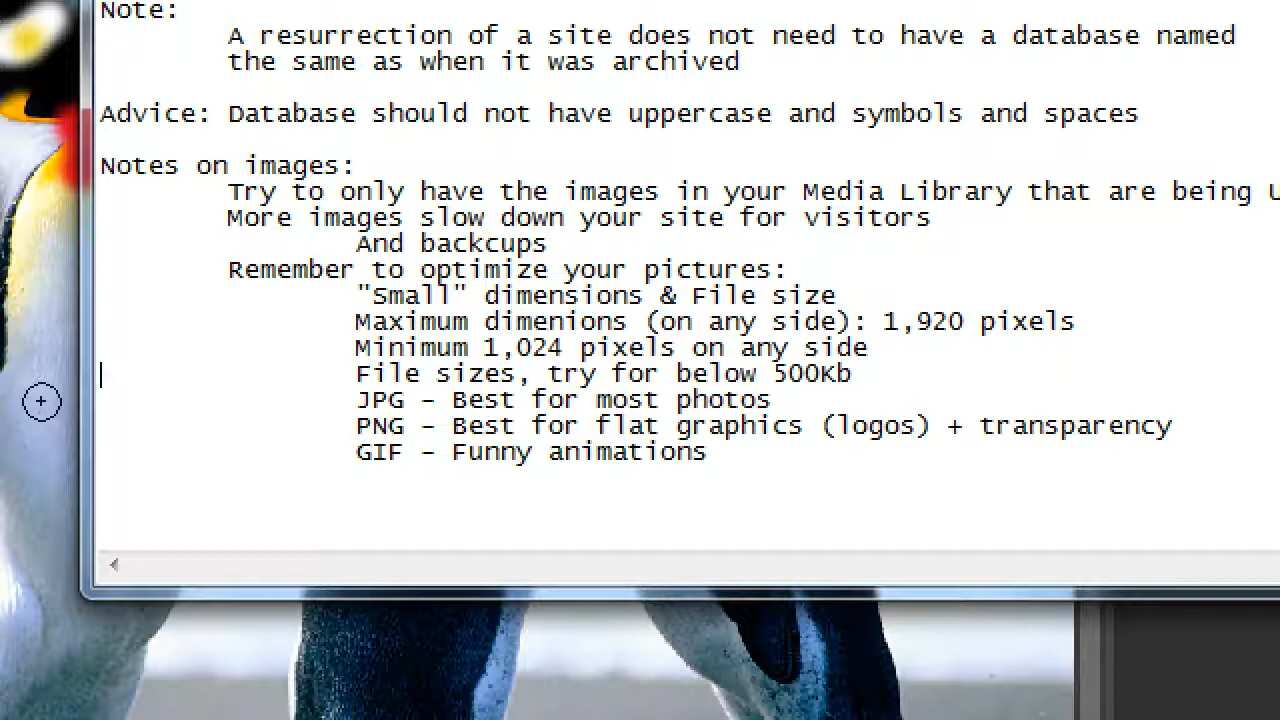 Note:
A resurrection of a site does not need to have a database named
the same as when it was archived
Advice: Database should not have uppercase and symbols and spaces
Notes on images:
Try to only have the images in your Media Library that are being
More images slow down your site for visitors
And backcups
Remember to optimize your pictures:
"Small" dimensions & File size
Maximum dimenions (on any side): 1,920 pixels
Minimum 1,024 pixels on any side
File sizes, try for below 500Kb
JPG - Best for most photos
PNG - Best for flat graphics (logos) + transparency
GIF - Funny animations